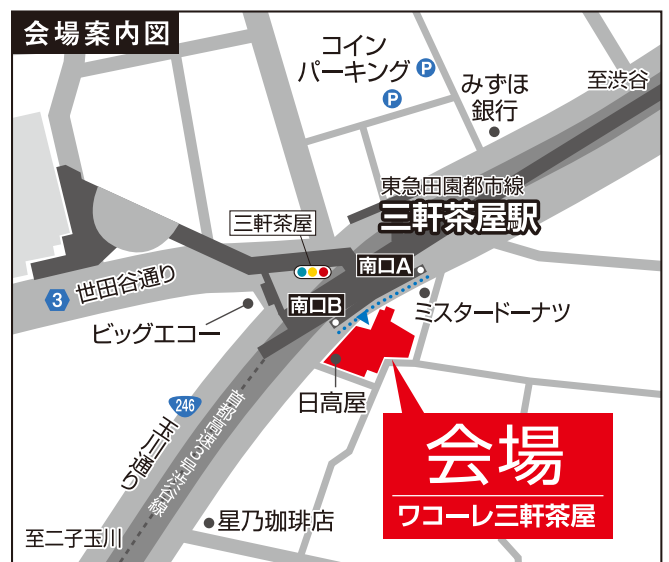 会場案内図
コイン
パーキング P
P
みずほ
銀行
至渋谷
東急田園都市線
三軒茶屋駅
三軒茶屋
南口A
3 世田谷通り
南口B
ミスタードーナツ
ビッグエコー
日高屋
246
玉川通り
首都高速3号渋谷線
会場
ワコーレ三軒茶屋
星乃珈琲店
至二子玉川